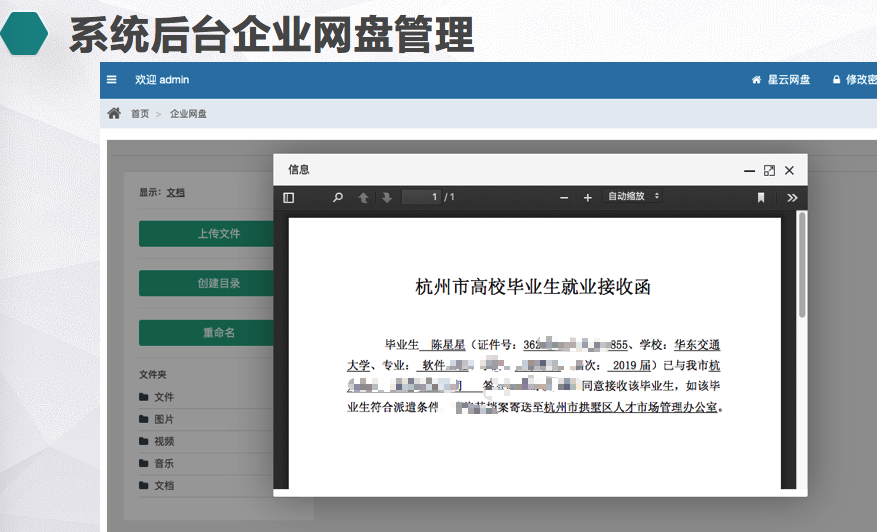 系统后台企业网盘管理
欢迎 admin
星云网盘
修改密
首页 > 企业网盘
信息
显示：文档
1 / 1
自动缩放
上传文件
创建目录
重命名
文件夹
文件
图片
视频
音乐
文档
杭州市高校毕业生就业接收函
毕业生 陈星星（证件号：362 855、学校：华东交通
大学、专业： 软件 次： 2019 届）已与我市杭
同意接收该毕业生，如该毕
业生符合派遣条件 档案寄送至杭州市拱墅区人才市场管理办公室。